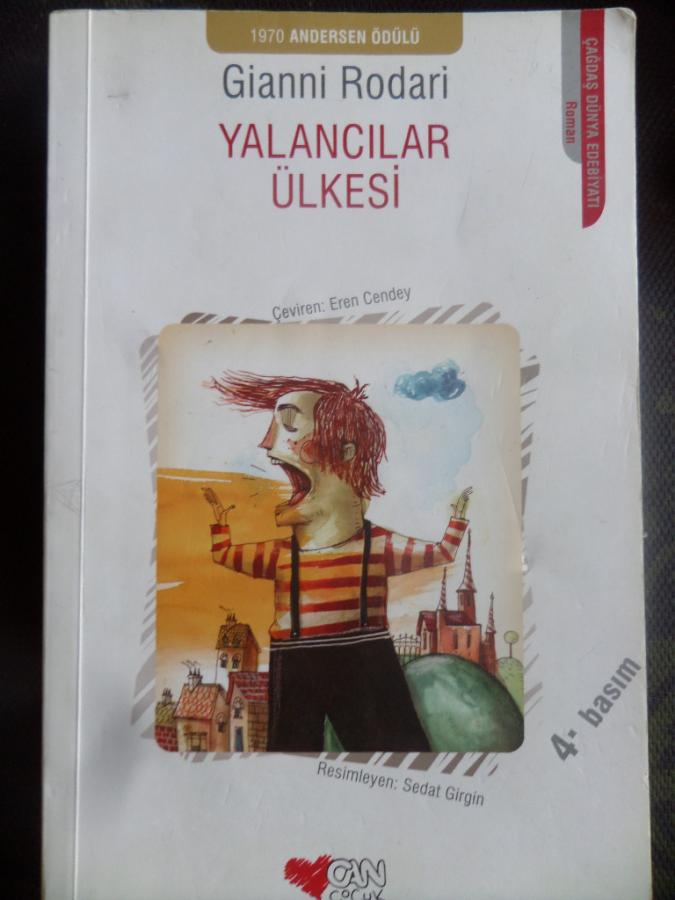 1970 ANDERSEN ÖDÜLÜ
Gianni Rodari
YALANCILAR
ÜLKESİ
ÇAĞDAŞ DÜNYA EDEBİYATI
Roman
Çeviren: Eren Cendey
4. basım
Resimleyen: Sedat Girgin
CAN
ÇOCUK